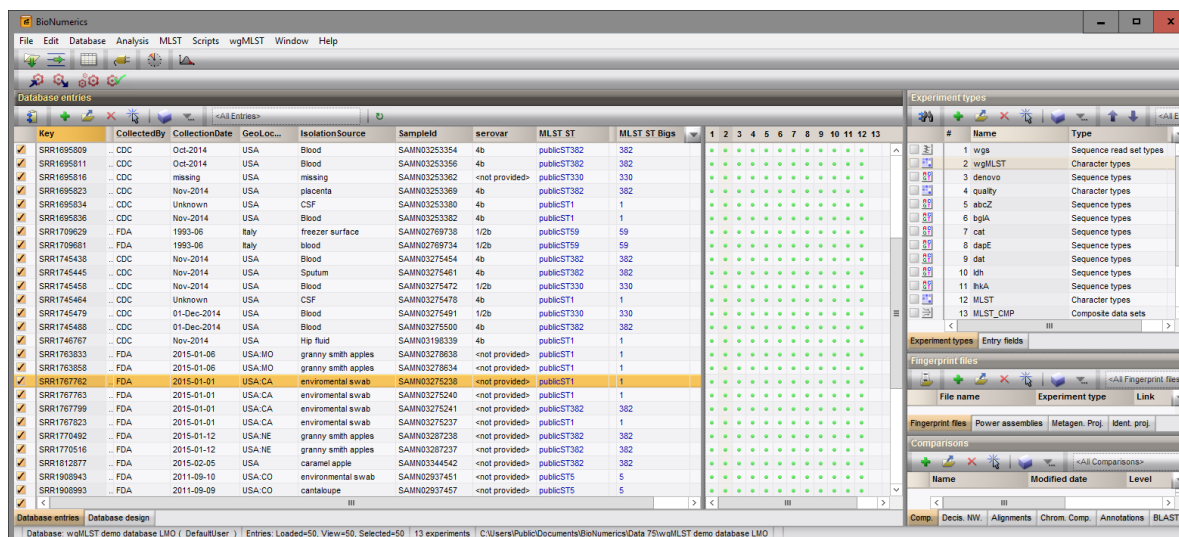 BioNumerics
File Edit Database Analysis MLST Scripts wgMLST Window Help
Database entries
<All Entries>
Key CollectedBy CollectionDate GeoLoc... IsolationSource SampleId serovar MLST ST MLST ST Bigs 1 2 3 4 5 6 7 8 9 10 11 12 13
SRR1695809 .. CDC Oct-2014 USA Blood SAMN03253354 4b publicST382 382
SRR1695811 .. CDC Oct-2014 USA Blood SAMN03253356 4b publicST382 382
SRR1695816 .. CDC missing USA missing SAMN03253362 <not provided> publicST330 330
SRR1695823 .. CDC Nov-2014 USA placenta SAMN03253369 4b publicST382 382
SRR1695834 .. CDC Unknown USA CSF SAMN03253380 4b publicST1 1
SRR1695836 .. CDC Nov-2014 USA Blood SAMN03253382 4b publicST1 1
SRR1709629 .. FDA 1993-06 Italy freezer surface SAMN02769738 1/2b publicST59 59
SRR1709681 .. FDA 1993-06 Italy blood SAMN02769734 1/2b publicST59 59
SRR1745438 .. CDC Nov-2014 USA Blood SAMN03275454 4b publicST382 382
SRR1745445 .. CDC Nov-2014 USA Sputum SAMN03275461 4b publicST382 382
SRR1745458 .. CDC Nov-2014 USA Blood SAMN03275472 1/2b publicST330 330
SRR1745464 .. CDC Unknown USA CSF SAMN03275478 4b publicST1 1
SRR1745479 .. CDC 01-Dec-2014 USA Blood SAMN03275491 1/2b publicST330 330
SRR1745488 .. CDC 01-Dec-2014 USA Blood SAMN03275500 4b publicST382 382
SRR1746767 .. CDC Nov-2014 USA Hip fluid SAMN03198339 4b publicST1 1
SRR1763833 .. FDA 2015-01-06 USA:MO granny smith apples SAMN03278638 <not provided> publicST1 1
SRR1763858 .. FDA 2015-01-06 USA:MO granny smith apples SAMN03278634 <not provided> publicST1 1
SRR1767762 .. FDA 2015-01-01 USA:CA enviromental swab SAMN03275238 <not provided> publicST1 1
SRR1767763 .. FDA 2015-01-01 USA:CA enviromental swab SAMN03275240 <not provided> publicST1 1
SRR1767799 .. FDA 2015-01-01 USA:CA enviromental swab SAMN03275241 <not provided> publicST382 382
SRR1767823 .. FDA 2015-01-01 USA:CA enviromental swab SAMN03275237 <not provided> publicST1 1
SRR1770492 .. FDA 2015-01-12 USA:NE granny smith apples SAMN03287238 <not provided> publicST382 382
SRR1770516 .. FDA 2015-01-12 USA:NE granny smith apples SAMN03287237 <not provided> publicST382 382
SRR1812877 .. FDA 2015-02-05 USA caramel apple SAMN03344542 <not provided> publicST382 382
SRR1908943 .. FDA 2011-09-10 USA:CO environmental swab SAMN02937451 <not provided> publicST5 5
SRR1908993 .. FDA 2011-09-09 USA:CO cantaloupe SAMN02937457 <not provided> publicST5 5
Database entries Database design
Experiment types
<All E
# Name Type
1 wgs Sequence read set types
2 wgMLST Character types
3 denovo Sequence types
4 quality Character types
5 abcZ Sequence types
6 bglA Sequence types
7 cat Sequence types
8 dapE Sequence types
9 dat Sequence types
10 ldh Sequence types
11 lhkA Sequence types
12 MLST Character types
13 MLST_CMP Composite data sets
Experiment types Entry fields
Fingerprint files
<All Fingerprint files
File name Experiment type Link
Fingerprint files Power assemblies Metagen. Proj. Ident. proj.
Comparisons
<All Comparisons>
Name Modified date Level
Comp. Decis. NW. Alignments Chrom. Comp. Annotations BLAST
Database: wgMLST demo database LMO ( DefaultUser ) Entries: Loaded=50, View=50, Selected=50 13 experiments C:\Users\Public\Documents\BioNumerics\Data 75\wgMLST demo database LMO